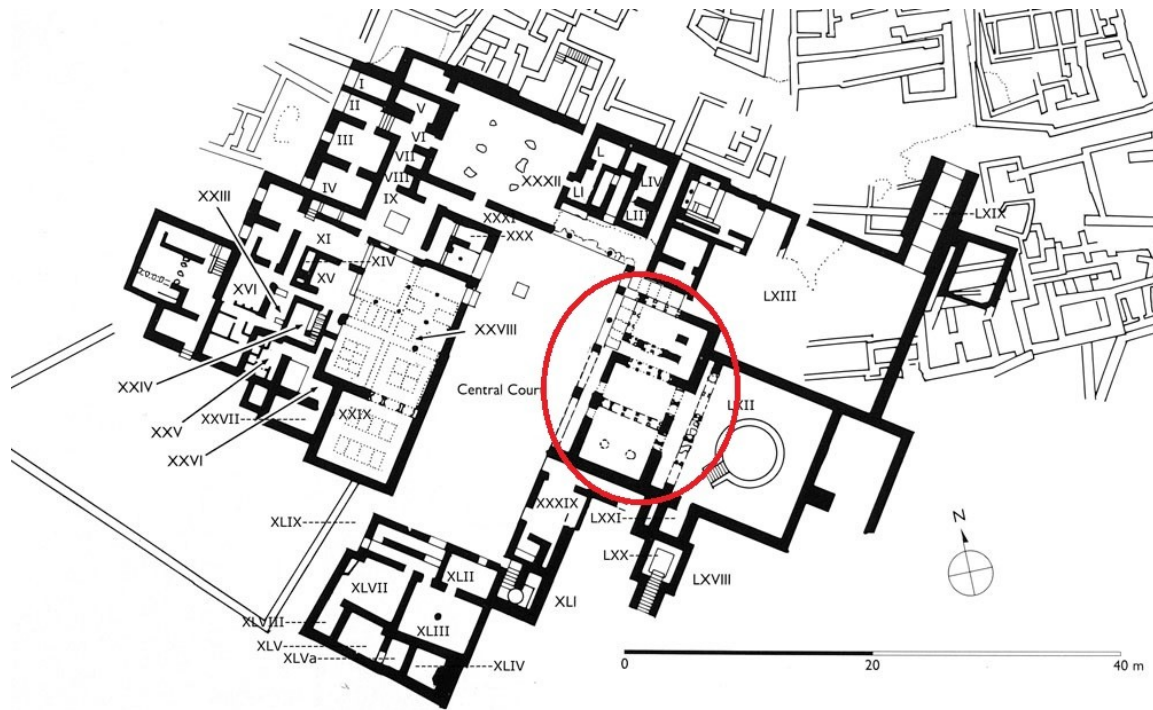 I
II
V
III
VI
VII
L
LIV
XXXII
VIII
LI
IV
XXIII
IX
LIII
LXIX
XXXI
XXX
XI
XIV
XV
XVI
LXIII
XXVIII
XXIV
Central Court
LXII
XXIX
XXVII
XXV
XXVI
XXXIX
XLIX
LXXI
N
LXX
XLII
LXVIII
XLVII
XLI
XLVIII
XLIII
XLV
XLVa
XLIV
0 20 40 m